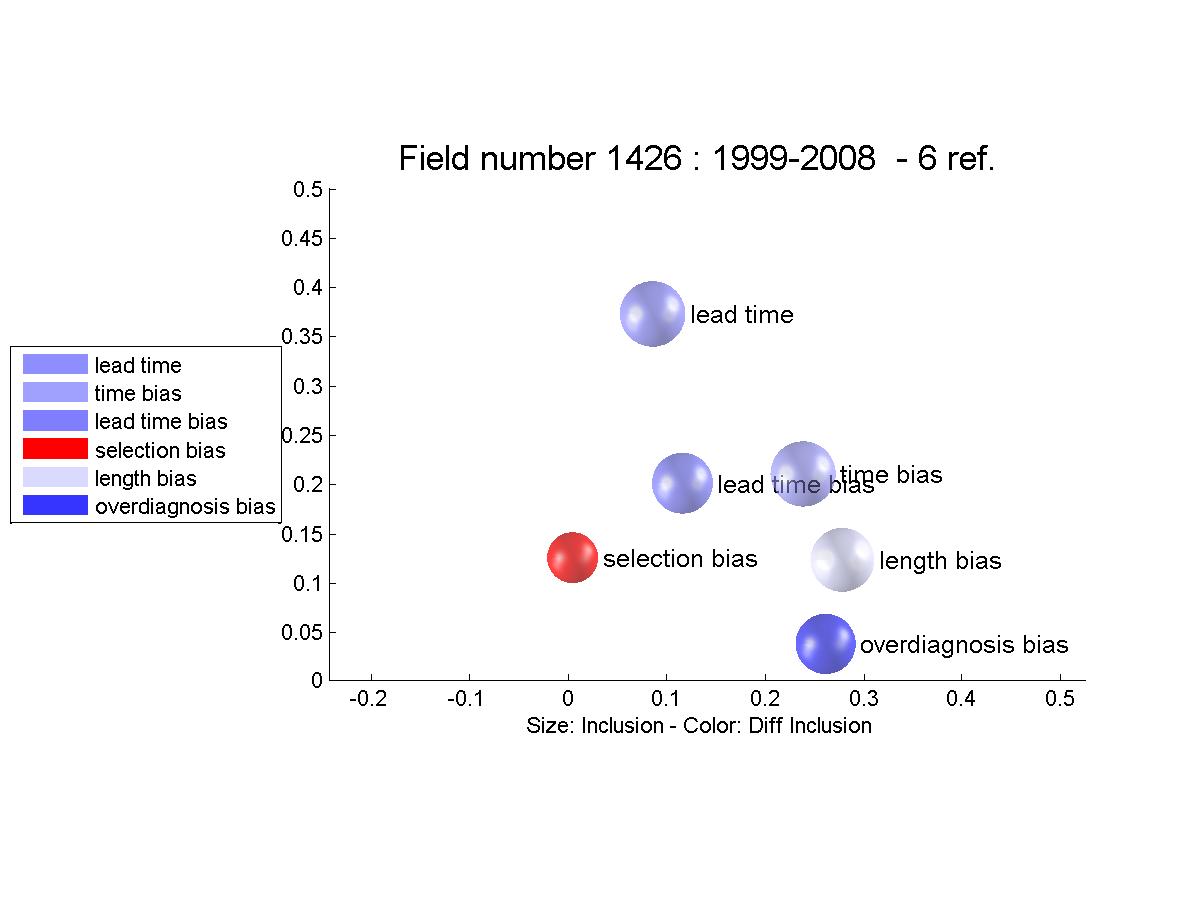 Field number 1426 : 1999-2008  - 6 ref.
0.5
0.45
0.4
0.35
0.3
0.25
0.2
0.15
0.1
0.05
0
lead time
time bias
lead time bias
selection bias
length bias
overdiagnosis bias
lead time
time bias
lead time bias
selection bias
length bias
overdiagnosis bias
-0.2 -0.1 0 0.1 0.2 0.3 0.4 0.5
Size: Inclusion - Color: Diff Inclusion